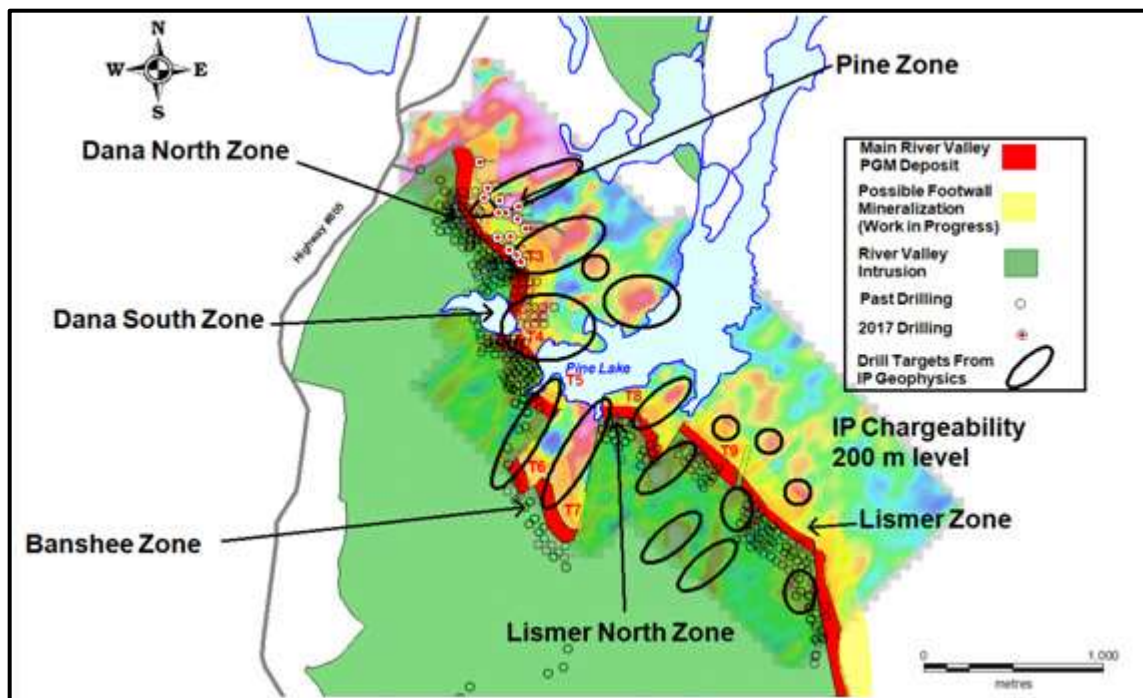 N
W E
S
Pine Zone
Dana North Zone
Highway #805
Dana South Zone
Pine Lake
Banshee Zone
Lismer North Zone
Lismer Zone
IP Chargeability
200 m level
T3
T4
T5
T6
T7
T8
T9
Main River Valley
PGM Deposit
Possible Footwall
Mineralization
(Work in Progress)
River Valley
Intrusion
Past Drilling
2017 Drilling
Drill Targets From
IP Geophysics
0 1,000
metres